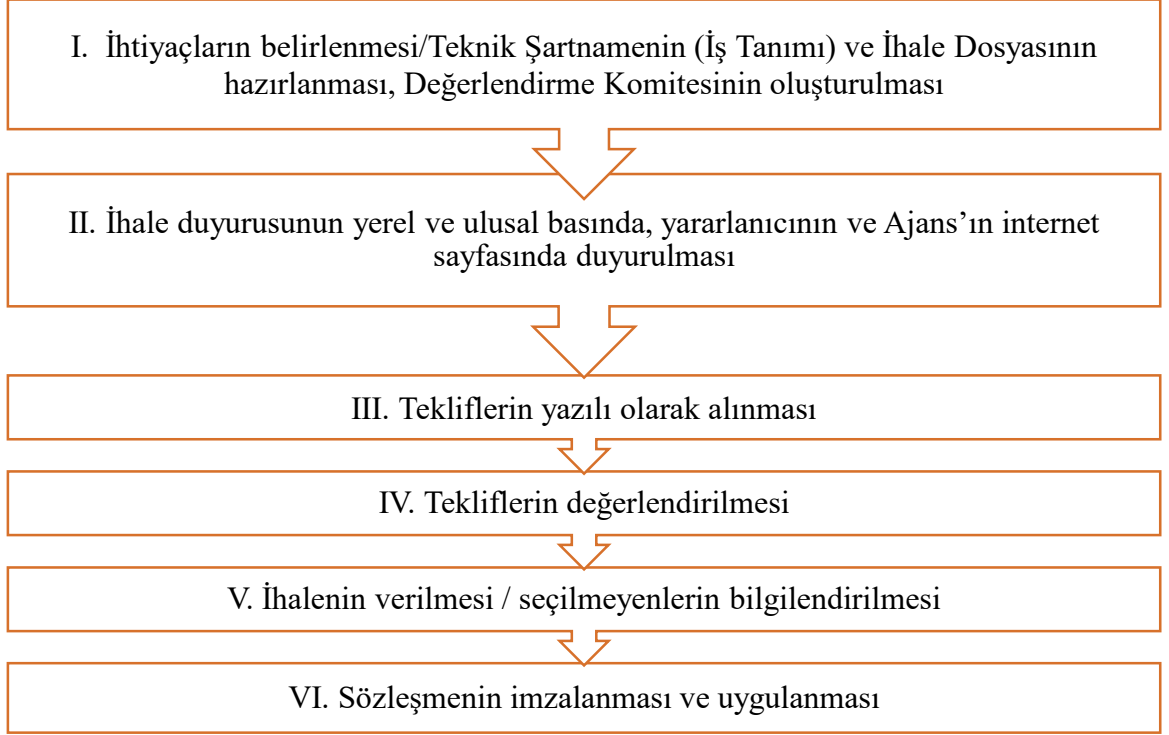 I. İhtiyaçların belirlenmesi/Teknik Şartnamenin (İş Tanımı) ve İhale Dosyasının
hazırlanması, Değerlendirme Komitesinin oluşturulması
II. İhale duyurusunun yerel ve ulusal basında, yararlanıcının ve Ajans’ın internet
sayfasında duyurulması
III. Tekliflerin yazılı olarak alınması
IV. Tekliflerin değerlendirilmesi
V. İhalenin verilmesi / seçilmeyenlerin bilgilendirilmesi
VI. Sözleşmenin imzalanması ve uygulanması